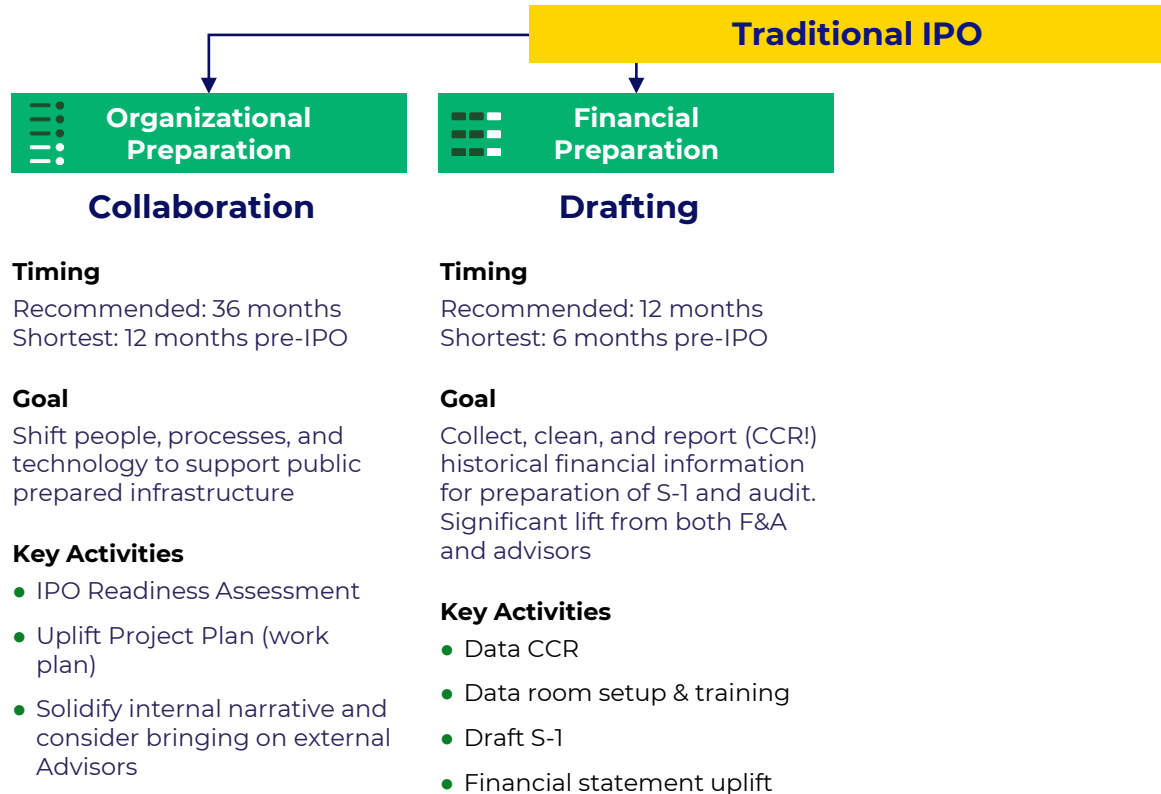 Traditional IPO
Organizational
Preparation
Collaboration
Timing
Recommended: 36 months
Shortest: 12 months pre-IPO
Goal
Shift people, processes, and
technology to support public
prepared infrastructure
Key Activities
● IPO Readiness Assessment
● Uplift Project Plan (work
plan)
● Solidify internal narrative and
consider bringing on external
Advisors
Financial
Preparation
Drafting
Timing
Recommended: 12 months
Shortest: 6 months pre-IPO
Goal
Collect, clean, and report (CCR!)
historical financial information
for preparation of S-1 and audit.
Significant lift from both F&A
and advisors
Key Activities
● Data CCR
● Data room setup & training
● Draft S-1
● Financial statement uplift